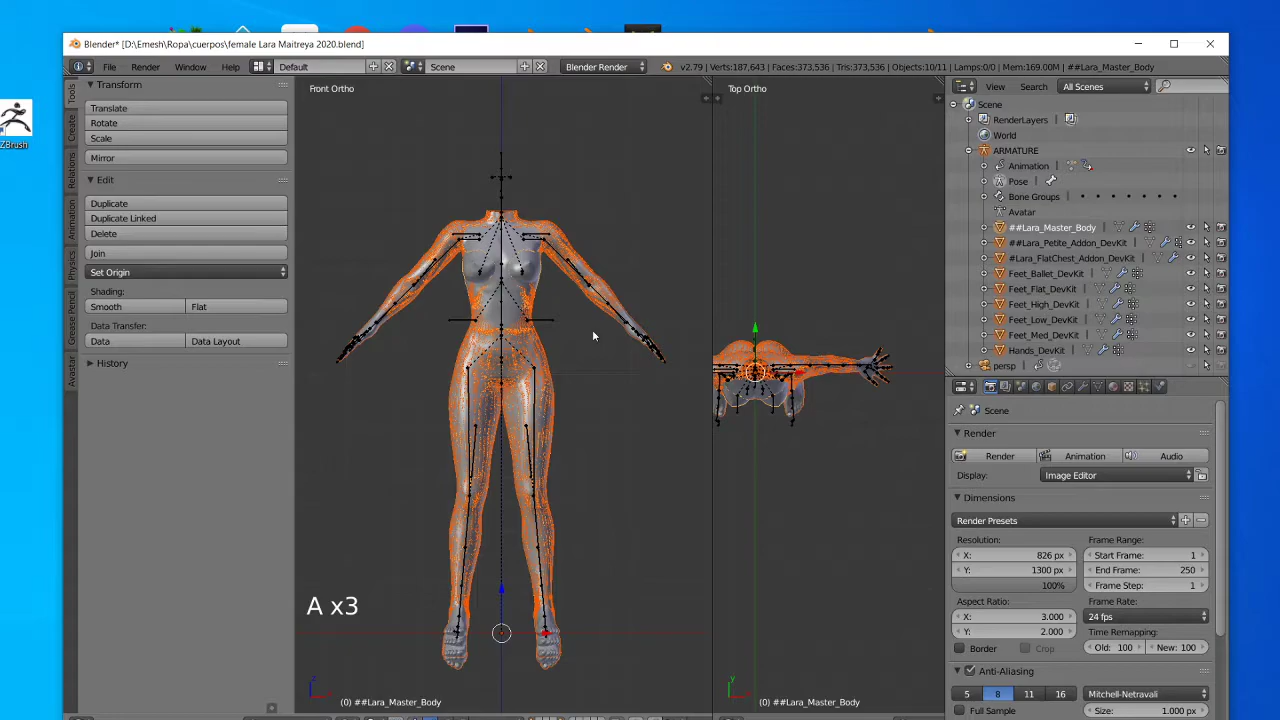 Blender* [D:\Emesh\Ropa\cuerpos\female Lara Maitreya 2020.blend]
File Render Window Help Default Scene Blender Render v2.79 | Verts:187,643 | Faces:373,536 | Tris:373,536 | Objects:10/11 | Lamps:0/0 | Mem:169.00M | ##Lara_Master_Body
ZBrush
Tools
Create
Relations
Animation
Physics
Grease Pencil
Avastar
Transform
Translate
Rotate
Scale
Mirror
Edit
Duplicate
Duplicate Linked
Delete
Join
Set Origin
Shading:
Smooth Flat
Data Transfer:
Data Data Layout
History
Front Ortho
A x3
(0) ##Lara_Master_Body
Top Ortho
(0) ##Lara_Master_Body
View Search All Scenes
Scene
RenderLayers
World
ARMATURE
Animation
Pose
Bone Groups
Avatar
##Lara_Master_Body
##Lara_Petite_Addon_DevKit
#Lara_FlatChest_Addon_DevKit
Feet_Ballet_DevKit
Feet_Flat_DevKit
Feet_High_DevKit
Feet_Low_DevKit
Feet_Med_DevKit
Hands_DevKit
persp
Scene
Render
Render Animation Audio
Display: Image Editor
Dimensions
Render Presets
Resolution: Frame Range:
X: 826 px Start Frame: 1
Y: 1300 px End Frame: 250
100% Frame Step: 1
Aspect Ratio: Frame Rate:
X: 3.000 24 fps
Y: 2.000 Time Remapping:
Border Crop Old: 100 New: 100
Anti-Aliasing
5 8 11 16 Mitchell-Netravali
Full Sample Size: 1.000 px